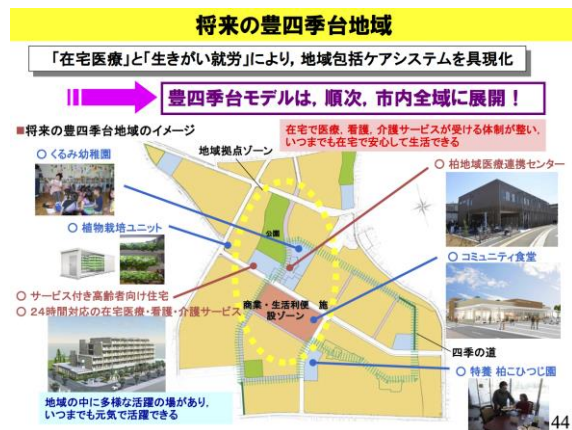 将来の豊四季台地域
「在宅医療」と「生きがい就労」により，地域包括ケアシステムを具現化
豊四季台モデルは，順次，市内全域に展開！
■将来の豊四季台地域のイメージ
在宅で医療，看護，介護サービスが受ける体制が整い，
いつまでも在宅で安心して生活できる
○ くるみ幼稚園
地域拠点ゾーン
○ 柏地域医療連携センター
○ 植物栽培ユニット
公園
○ コミュニティ食堂
○ サービス付き高齢者向け住宅
○ 24時間対応の在宅医療・看護・介護サービス
商業・生活利便　施
設ゾーン
四季の道
○ 特養 柏こひつじ園
地域の中に多様な活躍の場があり，
いつまでも元気で活躍できる
44